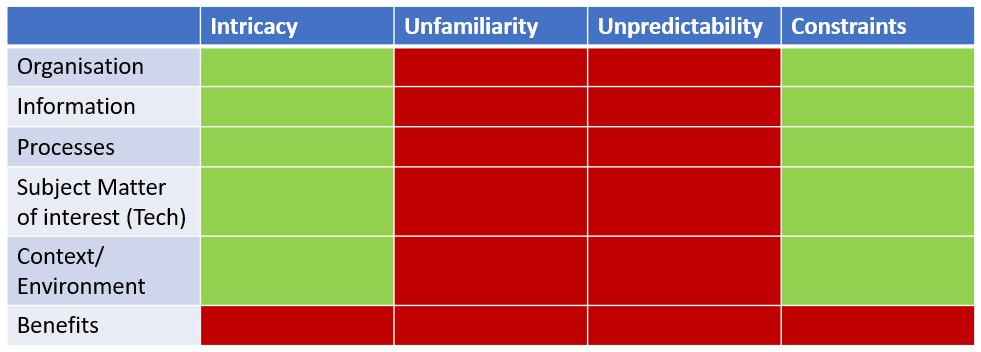 Intricacy Unfamiliarity Unpredictability Constraints
Organisation
Information
Processes
Subject Matter
of interest (Tech)
Context/
Environment
Benefits